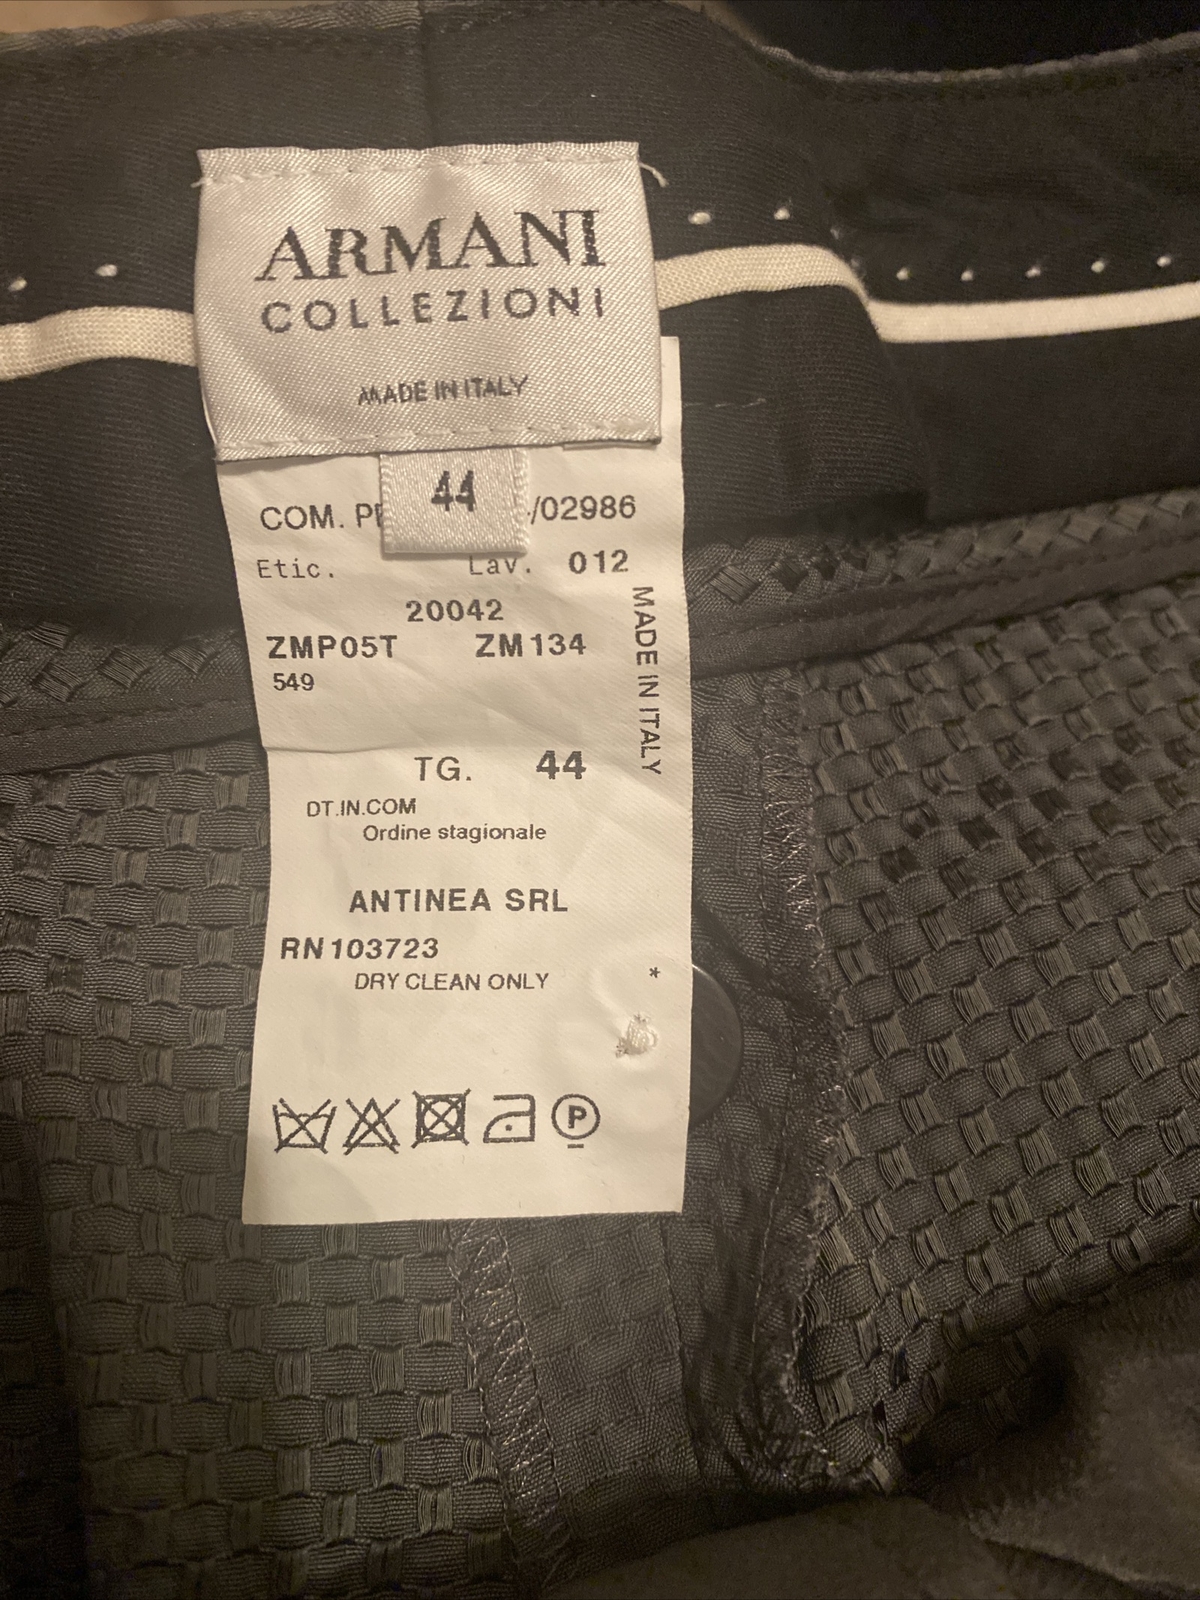 ARMANI
COLLEZIONI
MADE IN ITALY
44
COM. /02986
Etic. Lav. 012
20042
ZMP05T ZM134
549
MADE IN ITALY
TG. 44
DT.IN.COM
Ordine stagionale
ANTINEA SRL
RN103723
DRY CLEAN ONLY
*
P